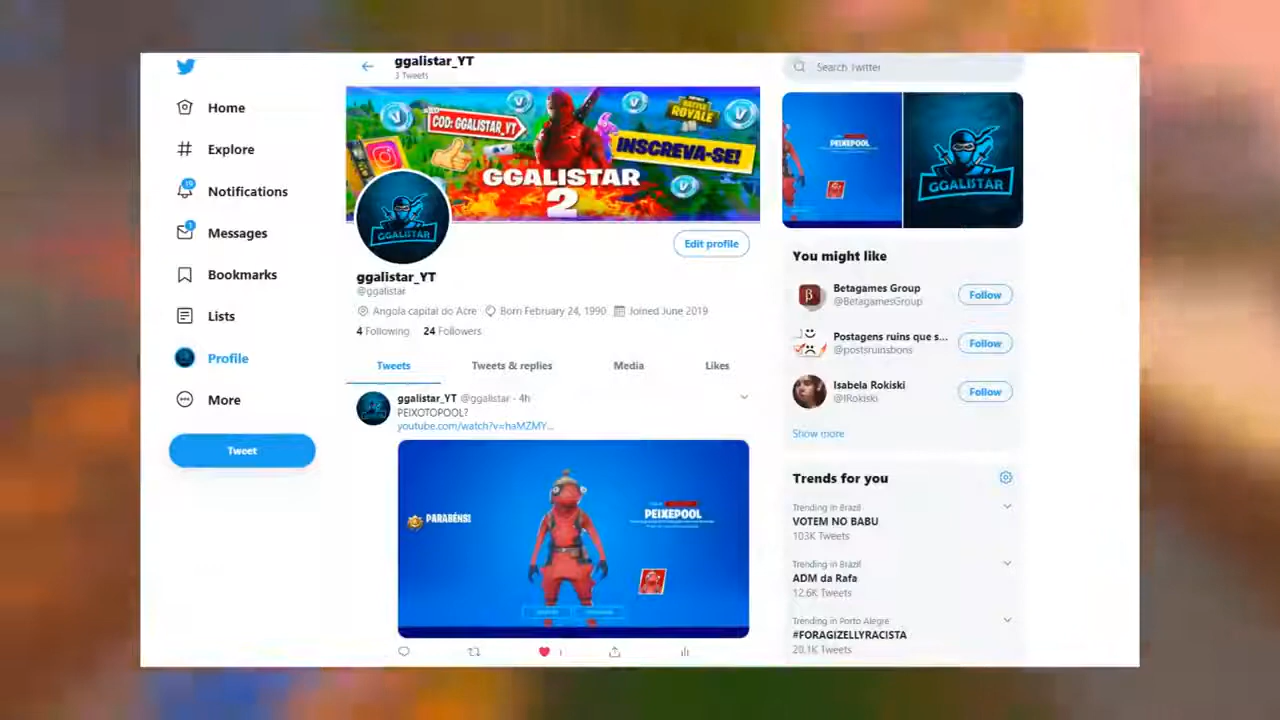 ggalistar_YT
3 Tweets
Search Twitter
Home
Explore
Notifications
19
Messages
1
Bookmarks
Lists
Profile
More
Tweet
COD: GGALISTAR_YT
BATTLE
ROYALE
INSCREVA-SE!
GGALISTAR
2
GGALISTAR
Edit profile
ggalistar_YT
@ggalistar
Angola capital do Acre
Born February 24, 1990
Joined June 2019
4 Following
24 Followers
Tweets
Tweets & replies
Media
Likes
ggalistar_YT @ggalistar · 4h
PEIXOTOPOOL?
youtube.com/watch?v=haMZMY...
PARABÉNS!
PEIXEPOOL
1
PEIXEPOOL
GGALISTAR
You might like
Betagames Group
@BetagamesGroup
Follow
Postagens ruins que s...
@postsruinsbons
Follow
Isabela Rokiski
@IRokiski
Follow
Show more
Trends for you
Trending in Brazil
VOTEM NO BABU
103K Tweets
Trending in Brazil
ADM da Rafa
12.6K Tweets
Trending in Porto Alegre
#FORAGIZELLYRACISTA
20.1K Tweets